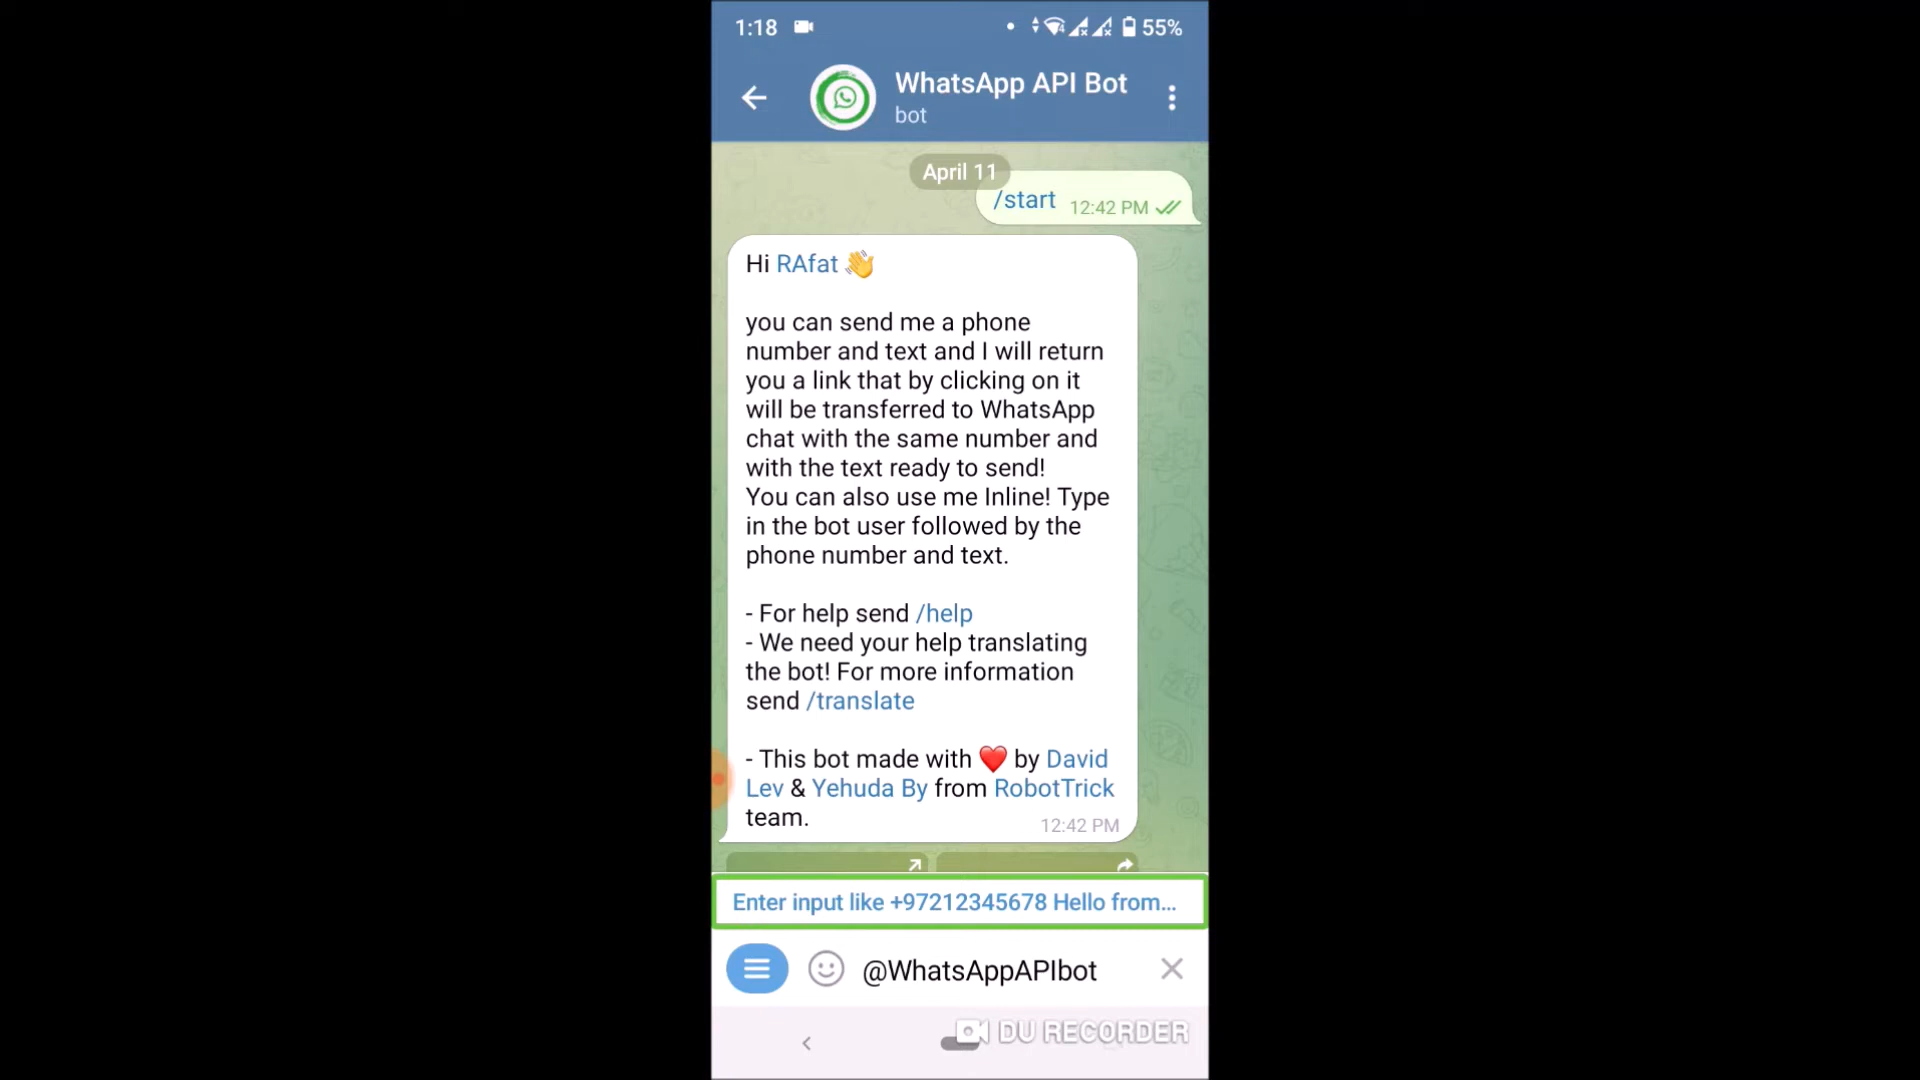 1:18 55%
WhatsApp API Bot
bot
April 11
/start 12:42 PM
Hi RAfat 👋
you can send me a phone
number and text and I will return
you a link that by clicking on it
will be transferred to WhatsApp
chat with the same number and
with the text ready to send!
You can also use me Inline! Type
in the bot user followed by the
phone number and text.
- For help send /help
- We need your help translating
the bot! For more information
send /translate
- This bot made with ❤️ by David
Lev & Yehuda By from RobotTrick
team. 12:42 PM
Enter input like +97212345678 Hello from...
@WhatsAppAPIbot
DU RECORDER